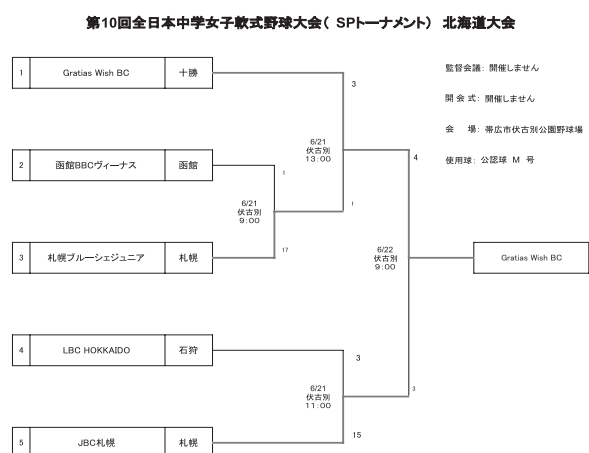 第10回全日本中学女子軟式野球大会（ SPトーナメント） 北海道大会
監督会議： 開催しません
1 Gratias Wish BC 十勝
3
開 会 式： 開催しません
会 場： 帯広市伏古別公園野球場
6/21
伏古別
13：00
4
2 函館BBCヴィーナス 函館
使用球： 公認球 M 号
1
6/21
伏古別
9：00
1
17
3 札幌ブルーシェジュニア 札幌
6/22
伏古別
9：00
Gratias Wish BC
4 LBC HOKKAIDO 石狩
3
6/21
伏古別
11：00
3
15
5 JBC札幌 札幌